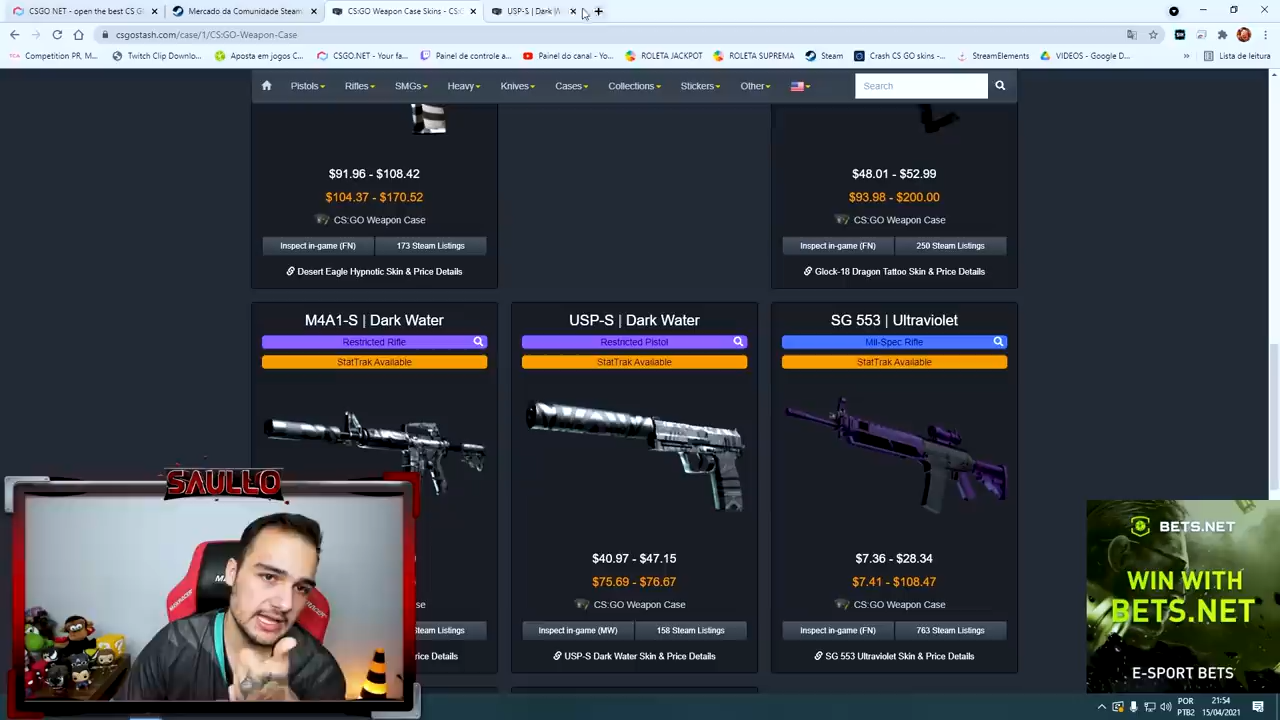 CSGO NET - open the best CS G
Mercado da Comunidade Steam
CS:GO Weapon Case Skins - CS:G
USP-S | Dark W
csgostash.com/case/1/CS:GO-Weapon-Case
Competition PR, M...
Twitch Clip Downlo...
Aposta em jogos C...
CSGO.NET - Your fa...
Painel de controle a...
Painel do canal - Yo...
ROLETA JACKPOT
ROLETA SUPREMA
Steam
Crash CS GO skins -...
StreamElements
VIDEOS - Google D...
Lista de leitura
Pistols Rifles SMGs Heavy Knives Cases Collections Stickers Other Search
$91.96 - $108.42
$104.37 - $170.52
CS:GO Weapon Case
Inspect in-game (FN) 173 Steam Listings
Desert Eagle Hypnotic Skin & Price Details
$48.01 - $52.99
$93.98 - $200.00
CS:GO Weapon Case
Inspect in-game (FN) 250 Steam Listings
Glock-18 Dragon Tattoo Skin & Price Details
M4A1-S | Dark Water
Restricted Rifle
StatTrak Available
Steam Listings
Price Details
USP-S | Dark Water
Restricted Pistol
StatTrak Available
$40.97 - $47.15
$75.69 - $76.67
CS:GO Weapon Case
Inspect in-game (MW) 158 Steam Listings
USP-S Dark Water Skin & Price Details
SG 553 | Ultraviolet
Mil-Spec Rifle
StatTrak Available
$7.36 - $28.34
$7.41 - $108.47
CS:GO Weapon Case
Inspect in-game (FN) 763 Steam Listings
SG 553 Ultraviolet Skin & Price Details
SAULLO
BETS.NET
WIN WITH
BETS.NET
E-SPORT BETS
POR
PTB2
21:54
15/04/2021